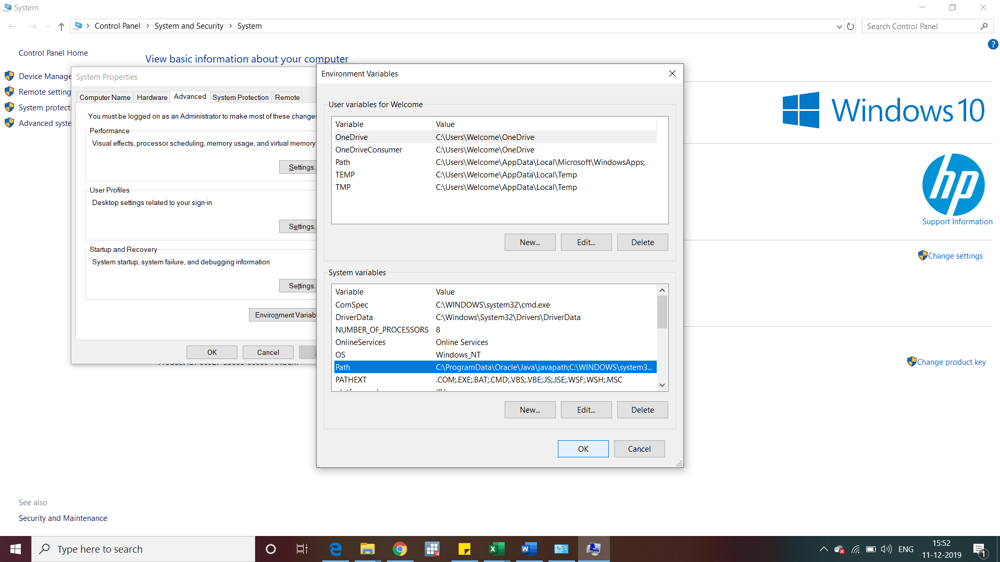 System
Control Panel > System and Security > System
Search Control Panel
Control Panel Home
View basic information about your computer
?
Device Manage
Remote setting
System protecti
Advanced syste
System Properties
Computer Name
Hardware
Advanced
System Protection
Remote
You must be logged on as an Administrator to make most of these changes
Performance
Visual effects, processor scheduling, memory usage, and virtual memory
Settings..
User Profiles
Desktop settings related to your sign-in
Settings..
Startup and Recovery
System startup, system failure, and debugging information
Settings..
Environment Variab
OK
Cancel
Environment Variables
User variables for Welcome
Variable Value
OneDrive C:\Users\Welcome\OneDrive
OneDriveConsumer C:\Users\Welcome\OneDrive
Path C:\Users\Welcome\AppData\Local\Microsoft\WindowsApps;
TEMP C:\Users\Welcome\AppData\Local\Temp
TMP C:\Users\Welcome\AppData\Local\Temp
New... Edit... Delete
System variables
Variable Value
ComSpec C:\WINDOWS\system32\cmd.exe
DriverData C:\Windows\System32\Drivers\DriverData
NUMBER_OF_PROCESSORS 8
OnlineServices Online Services
OS Windows_NT
Path C:\ProgramData\Oracle\Java\javapath;C:\WINDOWS\system3...
PATHEXT .COM;.EXE;.BAT;.CMD;.VBS;.VBE;.JS;.JSE;.WSF;.WSH;.MSC
New... Edit... Delete
OK Cancel
Windows 10
hp
Support Information
Change settings
Change product key
See also
Security and Maintenance
Type here to search
14
ENG
15:52
11-12-2019
1